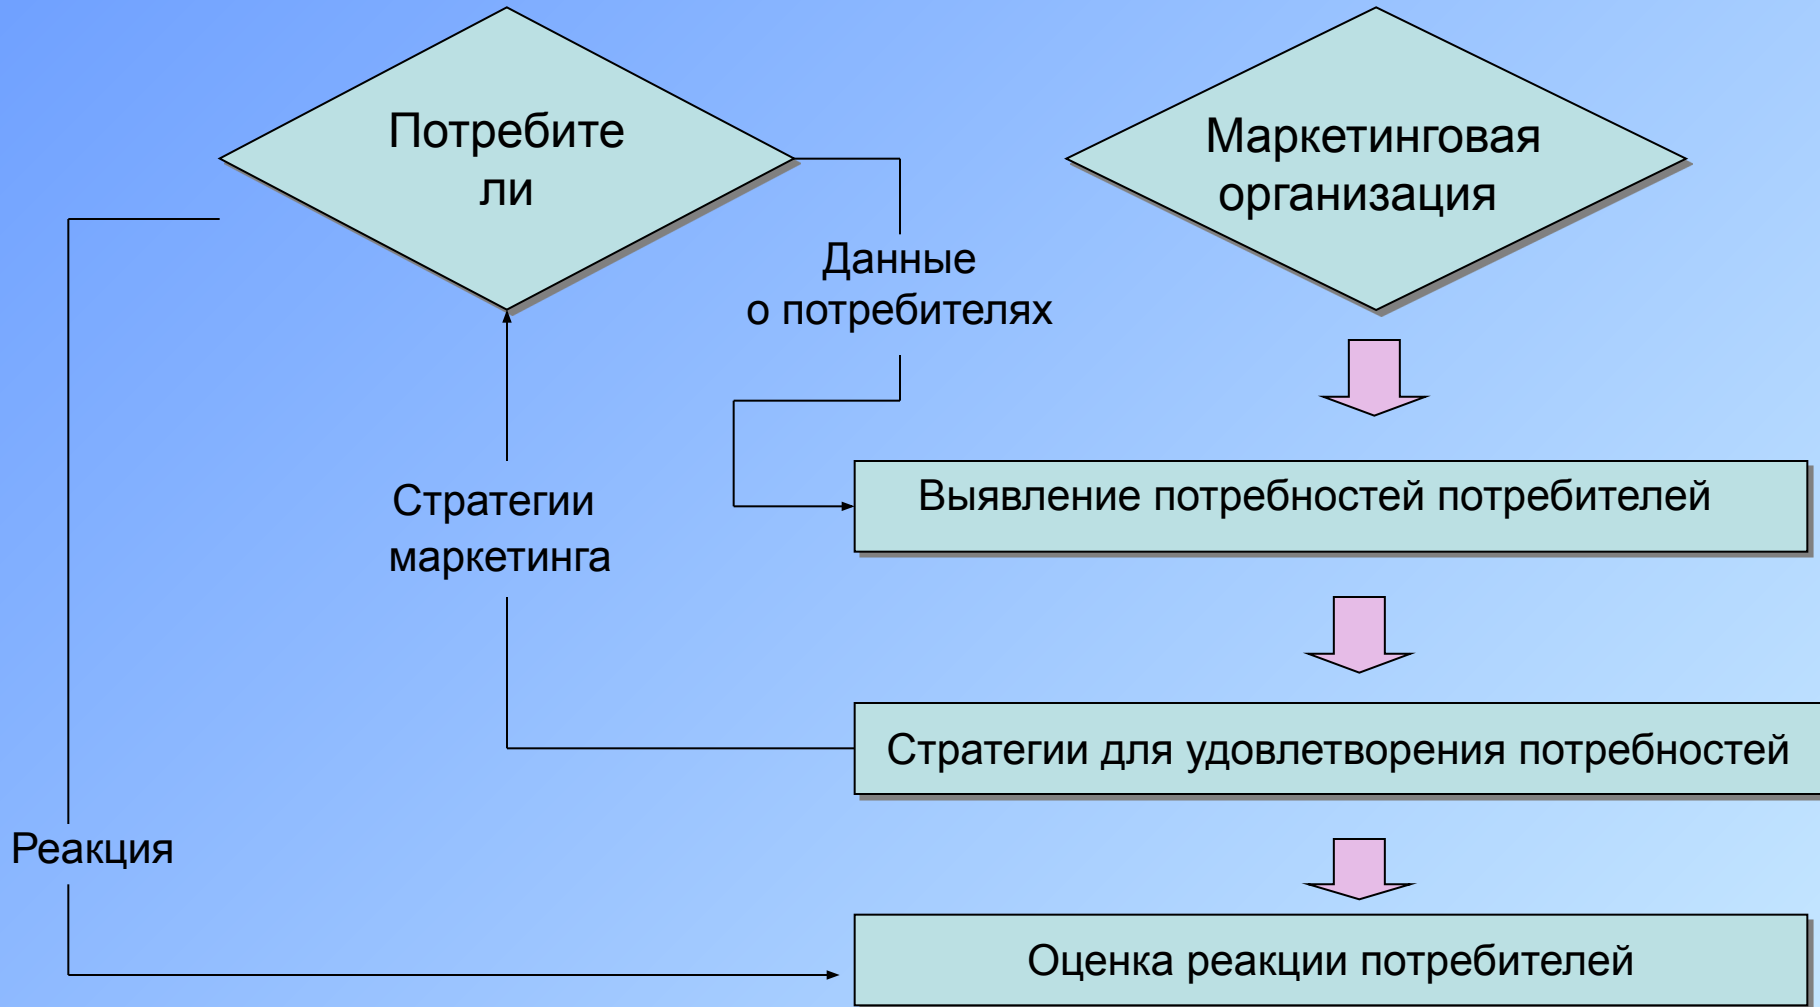 Потребите
ли
Маркетинговая
организация
Данные
о потребителях
Стратегии
маркетинга
Выявление потребностей потребителей
Стратегии для удовлетворения потребностей
Реакция
Оценка реакции потребителей